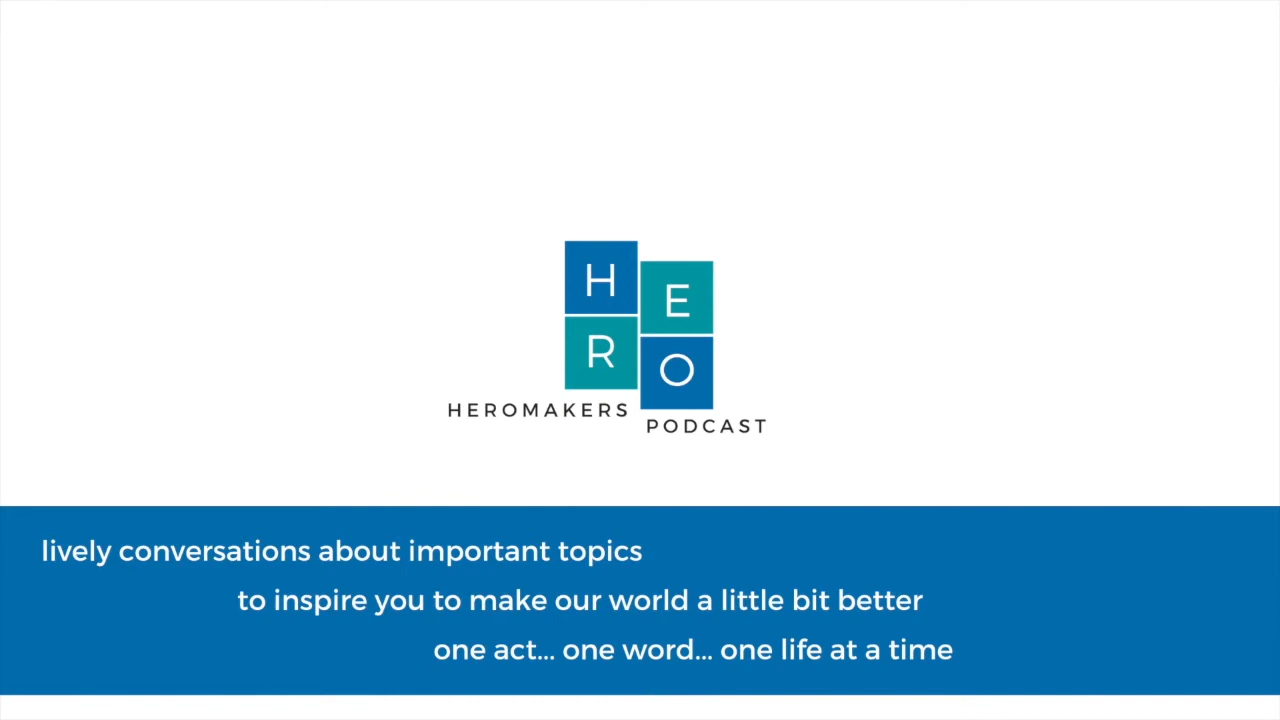 H E
R O
HEROMAKERS
PODCAST
lively conversations about important topics
to inspire you to make our world a little bit better
one act... one word... one life at a time